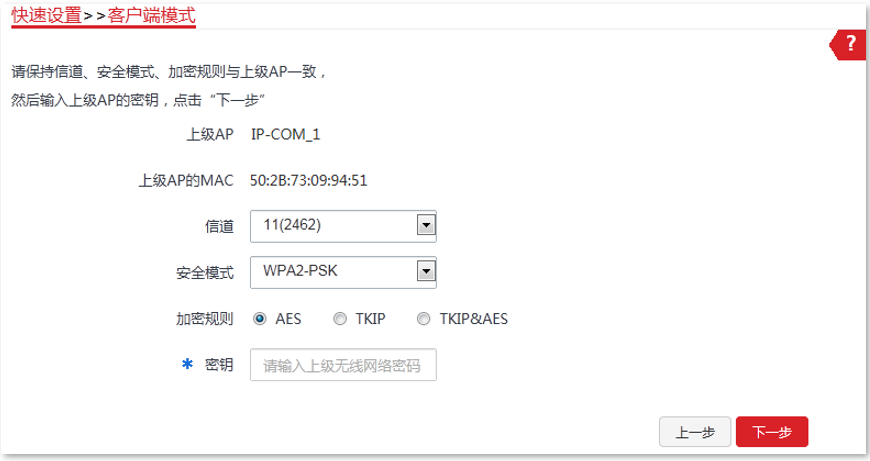 快速设置>>客户端模式
?
请保持信道、安全模式、加密规则与上级AP一致，
然后输入上级AP的密钥，点击“下一步”
上级AP IP-COM_1
上级AP的MAC 50:2B:73:09:94:51
信道 11(2462)
安全模式 WPA2-PSK
加密规则 AES TKIP TKIP&AES
* 密钥 请输入上级无线网络密码
上一步 下一步